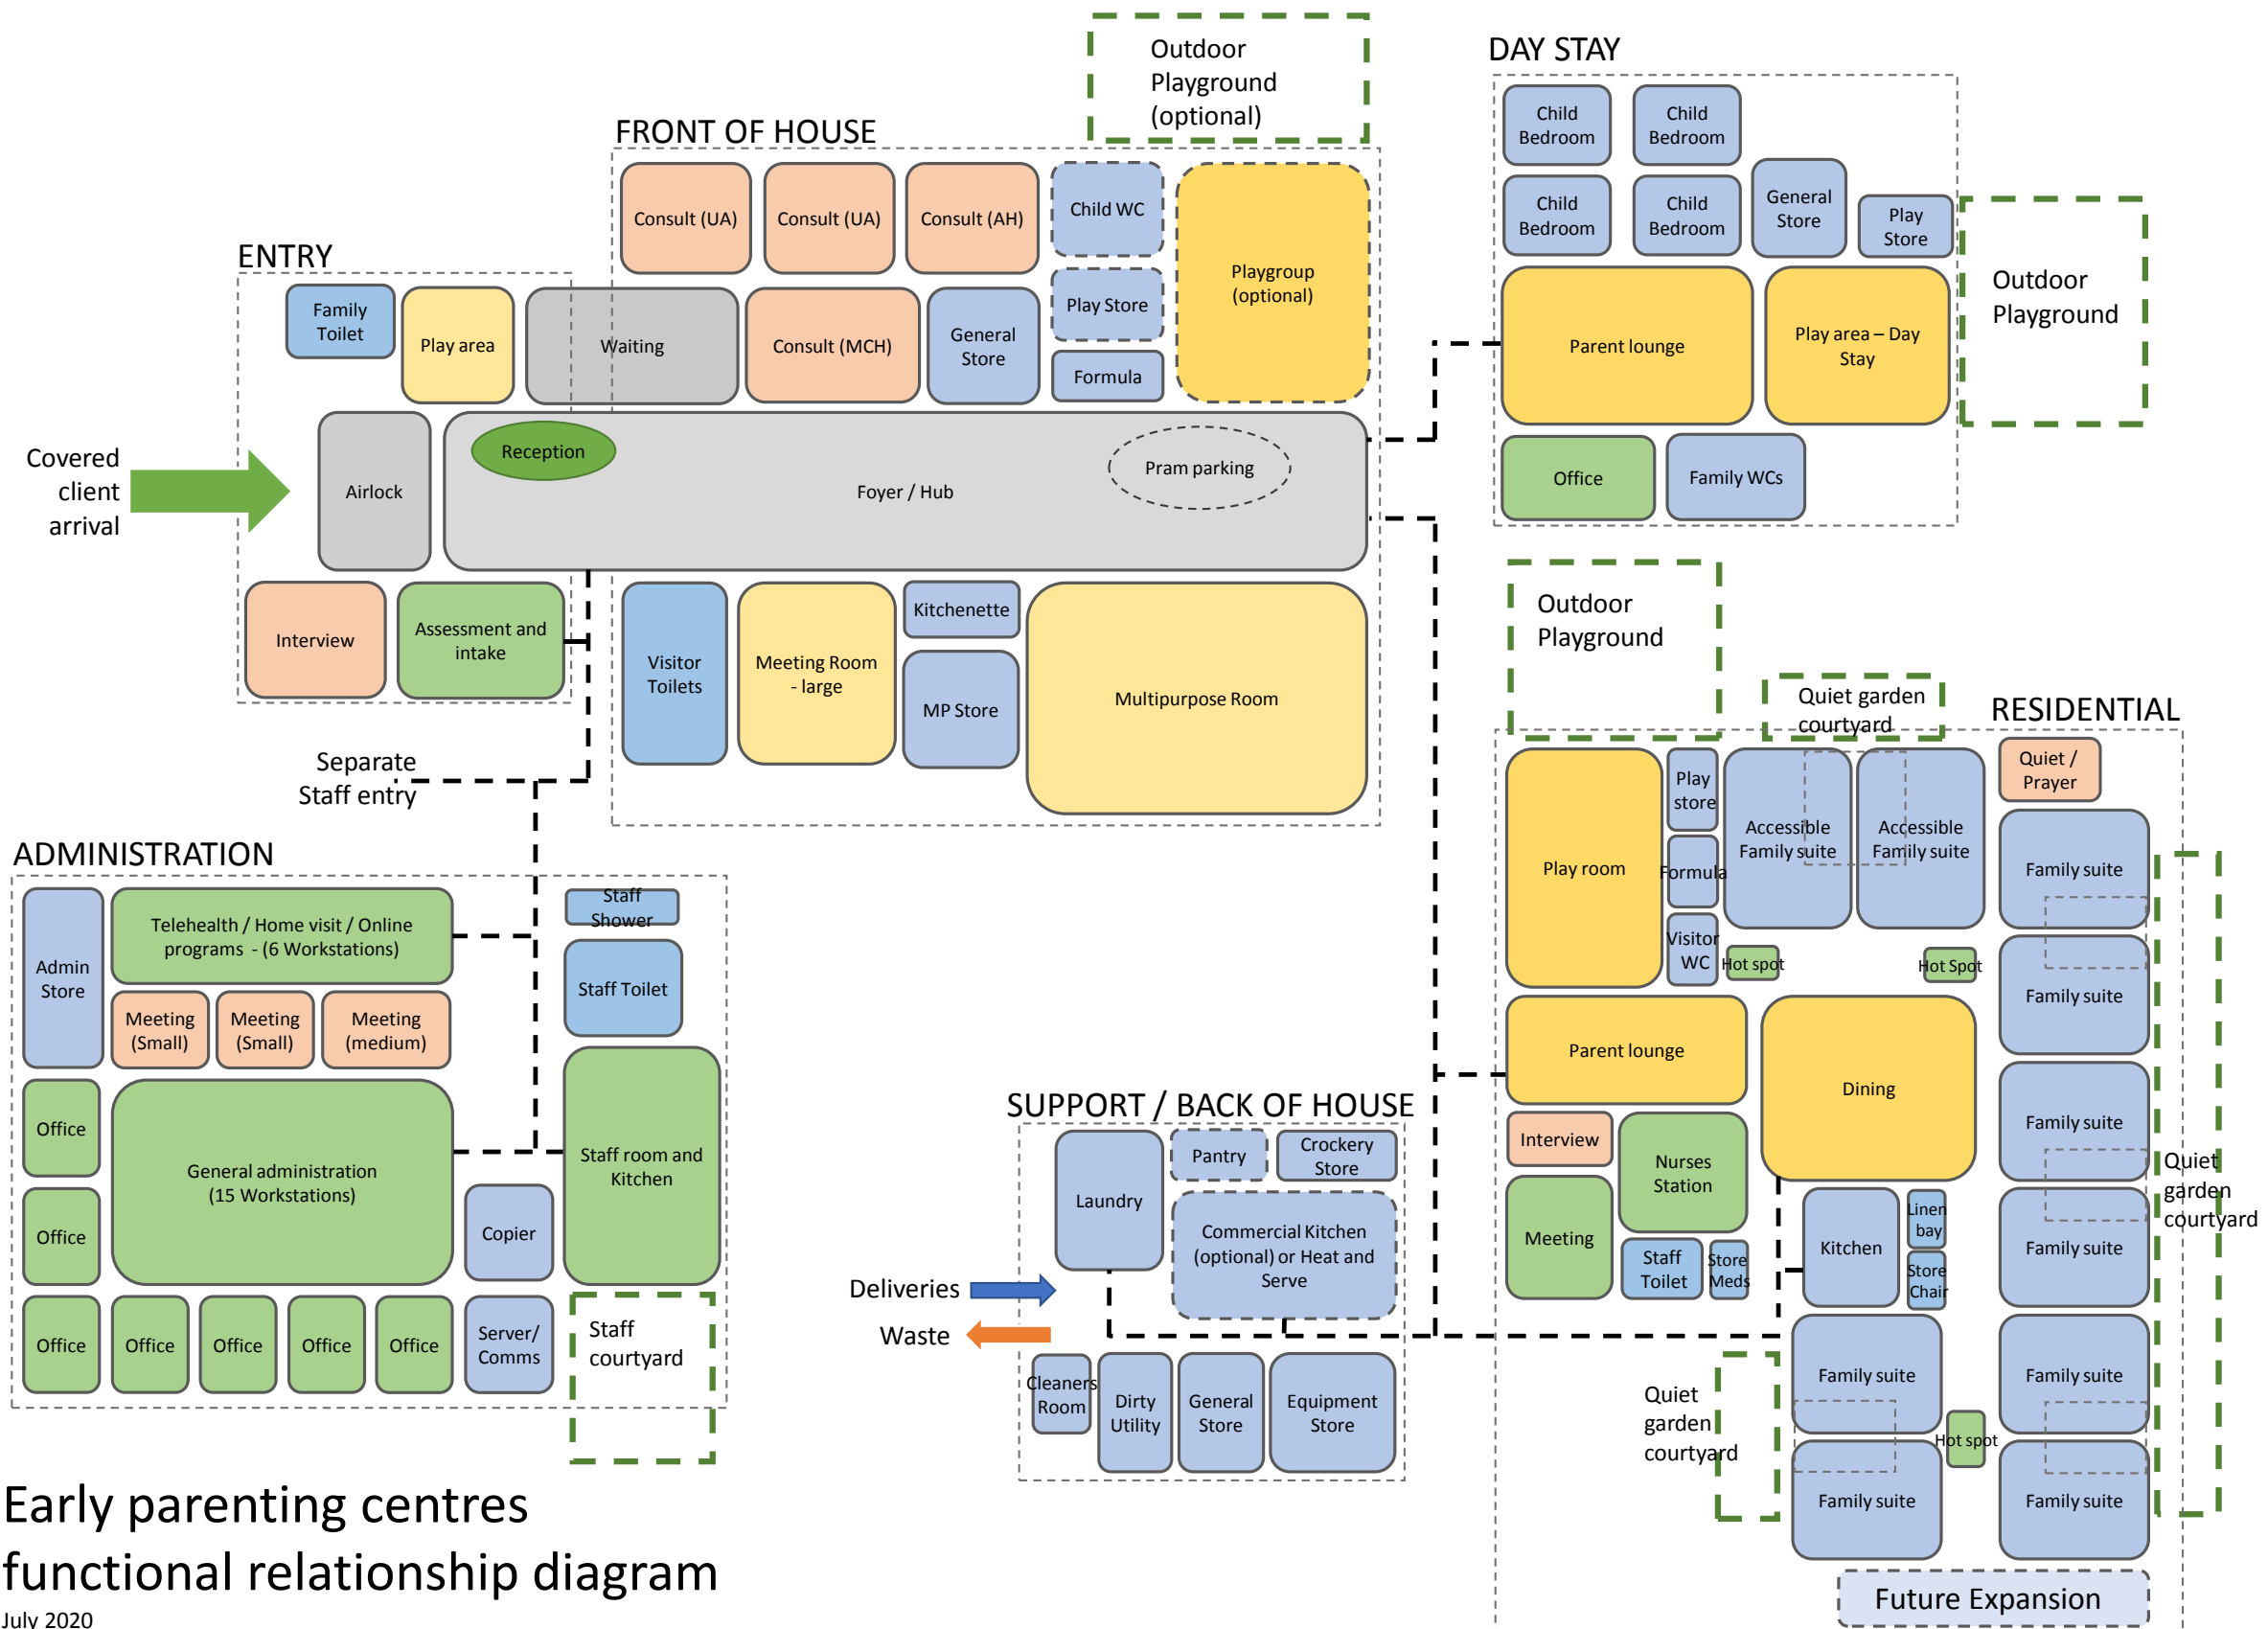 Outdoor
Playground
(optional)
DAY STAY
FRONT OF HOUSE
ENTRY
Child
Bedroom
Child
Bedroom
Child
Bedroom
Child
Bedroom
General
Store
Play
Store
Outdoor
Playground
Parent lounge
Play area – Day
Stay
Office
Family WCs
Consult (UA)
Consult (UA)
Consult (AH)
Child WC
Play Store
Formula
Playgroup
(optional)
Family
Toilet
Play area
Waiting
Consult (MCH)
General
Store
Covered
client
arrival
Airlock
Reception
Foyer / Hub
Pram parking
Interview
Assessment and
intake
Visitor
Toilets
Meeting Room
- large
Kitchenette
MP Store
Multipurpose Room
Separate
Staff entry
Outdoor
Playground
Quiet garden
courtyard
RESIDENTIAL
Play room
Play
store
Formula
Visitor
WC
Accessible
Family suite
Accessible
Family suite
Quiet /
Prayer
Hot spot
Hot Spot
Family suite
Family suite
Family suite
Family suite
Family suite
Family suite
Quiet
garden
courtyard
Parent lounge
Dining
Interview
Nurses
Station
Meeting
Staff
Toilet
Store
Meds
Kitchen
Linen
bay
Store
Chair
Family suite
Hot spot
Family suite
Quiet
garden
courtyard
Future Expansion
ADMINISTRATION
Admin
Store
Telehealth / Home visit / Online
programs - (6 Workstations)
Staff
Shower
Staff Toilet
Meeting
(Small)
Meeting
(Small)
Meeting
(medium)
Office
General administration
(15 Workstations)
Staff room and
Kitchen
Office
Copier
Office
Office
Office
Office
Office
Server/
Comms
Staff
courtyard
SUPPORT / BACK OF HOUSE
Laundry
Pantry
Crockery
Store
Commercial Kitchen
(optional) or Heat and
Serve
Deliveries
Waste
Cleaners
Room
Dirty
Utility
General
Store
Equipment
Store
Early parenting centres
functional relationship diagram
July 2020